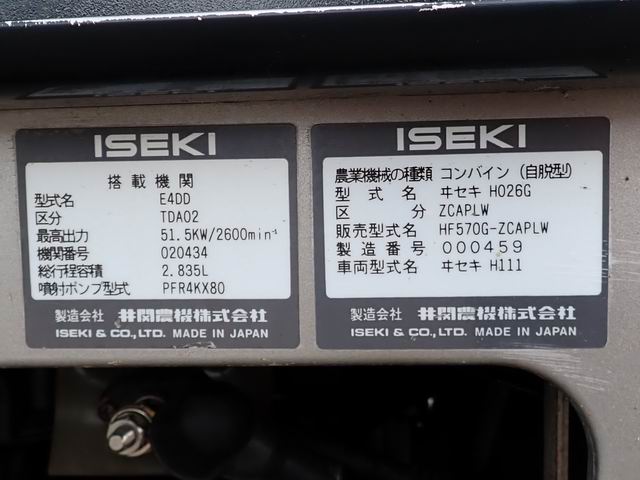 ISEKI
搭載機関
型式名 E4DD
区分 TDA02
最高出力 51.5KW/2600min⁻¹
機関番号 020434
総行程容積 2.835L
噴射ポンプ型式 PFR4KX80
製造会社 井関農機株式会社
ISEKI & CO.,LTD. MADE IN JAPAN
ISEKI
農業機械の種類 コンバイン（自脱型）
型式名 ヰセキ HO26G
区分 ZCAPLW
販売型式名 HF570G-ZCAPLW
製造番号 000459
車両型式名 ヰセキ H111
製造会社 井関農機株式会社
ISEKI & CO.,LTD. MADE IN JAPAN